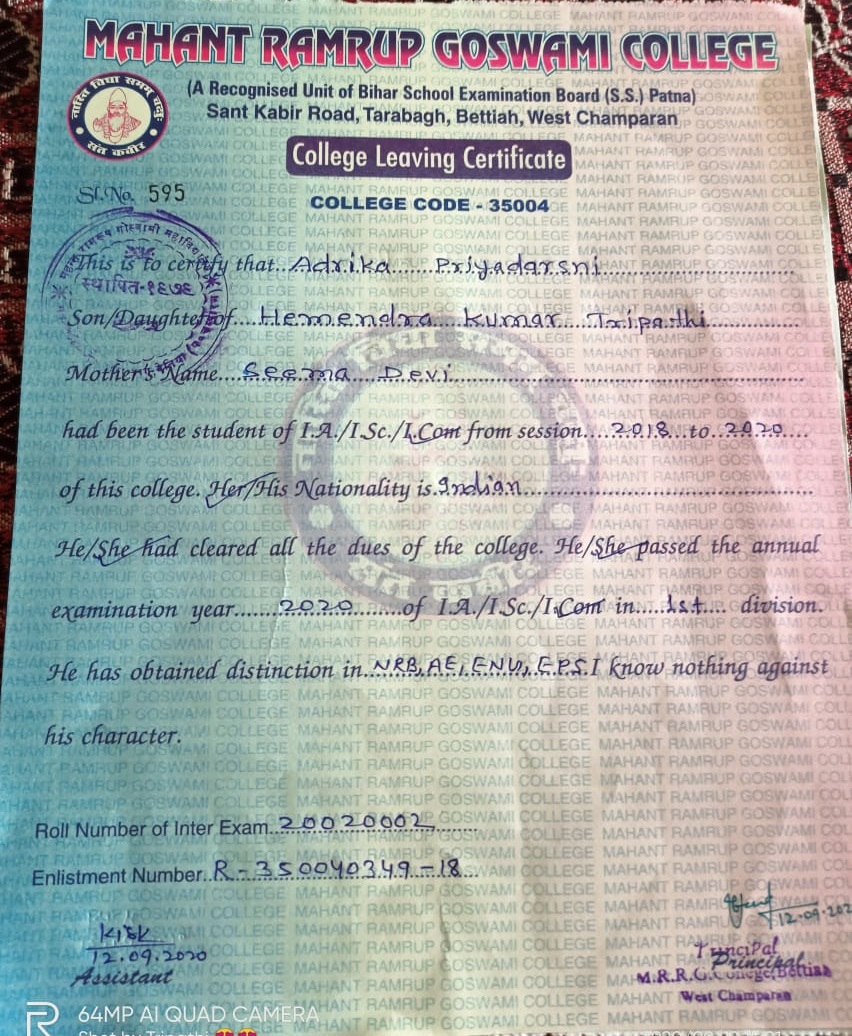 MAHANT RAMRUP GOSWAMI COLLEGE
(A Recognised Unit of Bihar School Examination Board (S.S.) Patna)
Sant Kabir Road, Tarabagh, Bettiah, West Champaran
नास्ति विद्या समम् चक्षु
संत कबीर
College Leaving Certificate
Sl. No. 595
COLLEGE CODE - 35004
स्थापित-१९७६
This is to certify that..Adrika.......Priyadarsni
Son/Daughter of....Hemendra....Kumar....Tripathi
Mother's Name....Seema....Devi
had been the student of I.A./I.Sc./I.Com from session....2018...to..2020....
of this college. Her/His Nationality is.Indian
He/She had cleared all the dues of the college. He/She passed the annual
examination year.......2020........of I.A./I.Sc./I.Com in.....1st.... division.
He has obtained distinction in..NRB, AE, ENV, E.P.S.I know nothing against
his character.
Roll Number of Inter Exam..20020002
Enlistment Number..R-350040349-18...
12.09.2020
Assistant
12.09.202
Principal
Principal
M.R.R.G. College, Bettiah
West Champaran
64MP AI QUAD CAMERA
Shot by Tripathi 😍😍